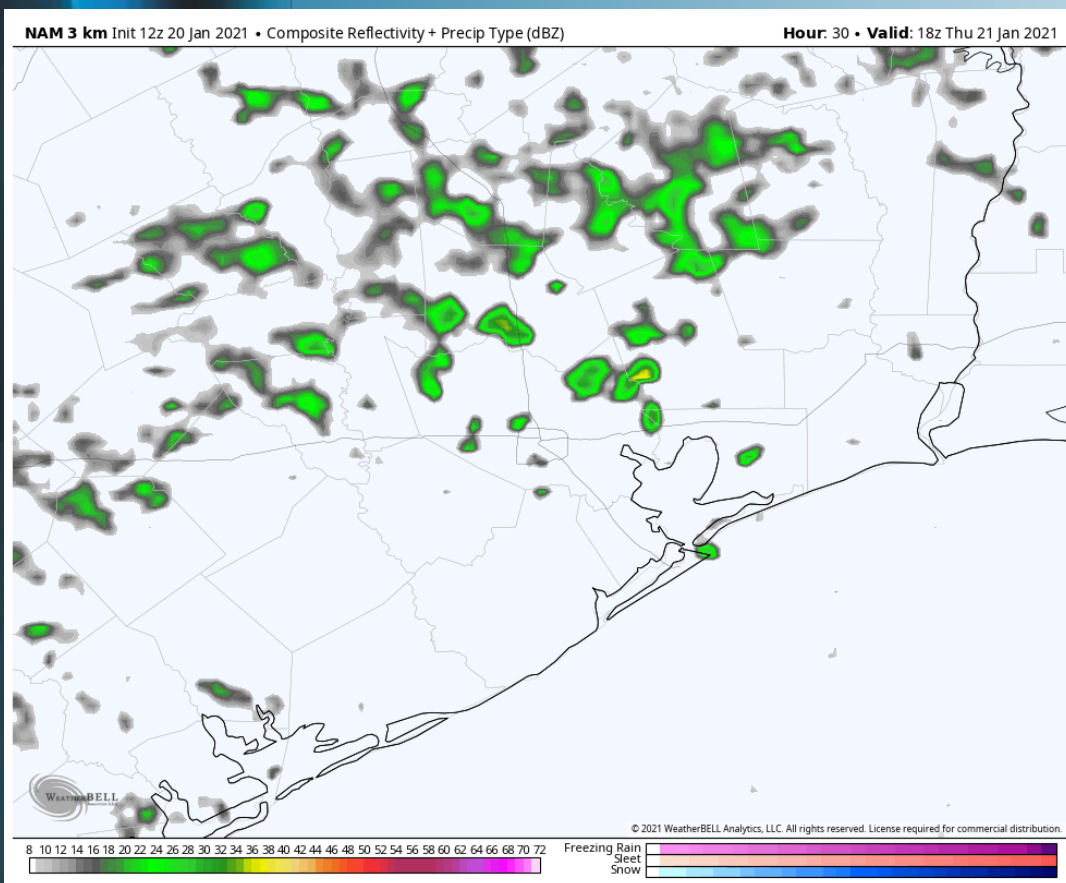 NAM 3 km Init 12z 20 Jan 2021 • Composite Reflectivity + Precip Type (dBZ) Hour: 30 • Valid: 18z Thu 21 Jan 2021
WEATHERBELL
© 2021 WeatherBELL Analytics, LLC. All rights reserved. License required for commercial distribution.
8 10 12 14 16 18 20 22 24 26 28 30 32 34 36 38 40 42 44 46 48 50 52 54 56 58 60 62 64 66 68 70 72
Freezing Rain
Sleet
Snow